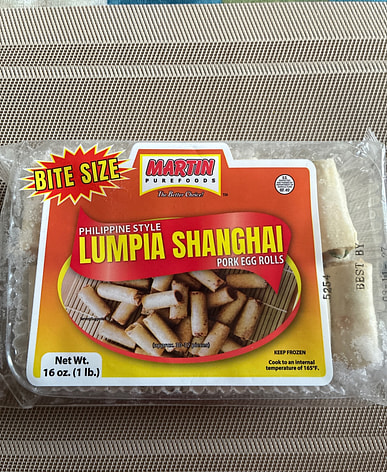 BITE SIZE
MARTIN
PUREFOODS
The Better Choice!
TM
PHILIPPINE STYLE
LUMPIA SHANGHAI
PORK EGG ROLLS
BEST BY
5254
KEEP FROZEN
Cook to an internal
temperature of 165°F.
Net Wt.
16 oz. (1 lb.)